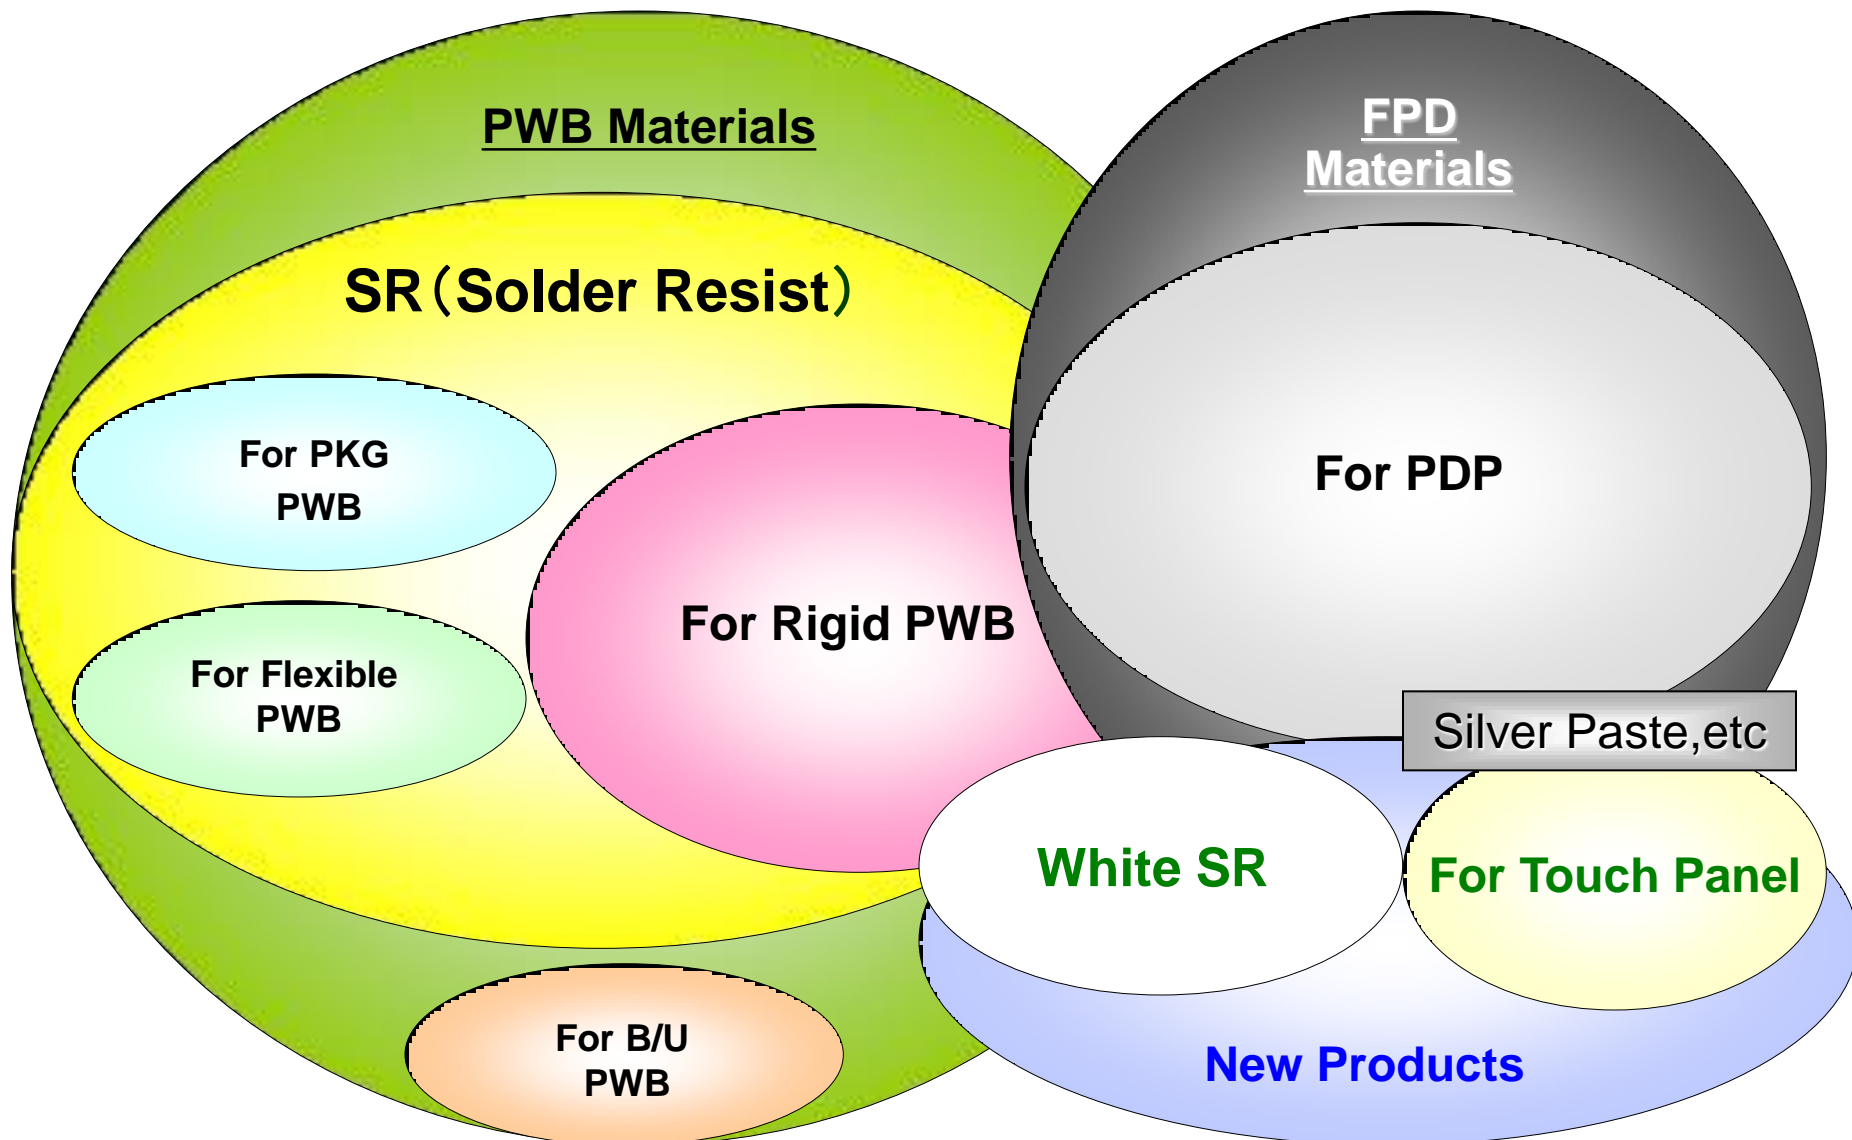 PWB Materials
SR（Solder Resist）
For PKG
PWB
For Flexible
PWB
For Rigid PWB
For B/U
PWB
FPD
Materials
For PDP
Silver Paste,etc
White SR
For Touch Panel
New Products